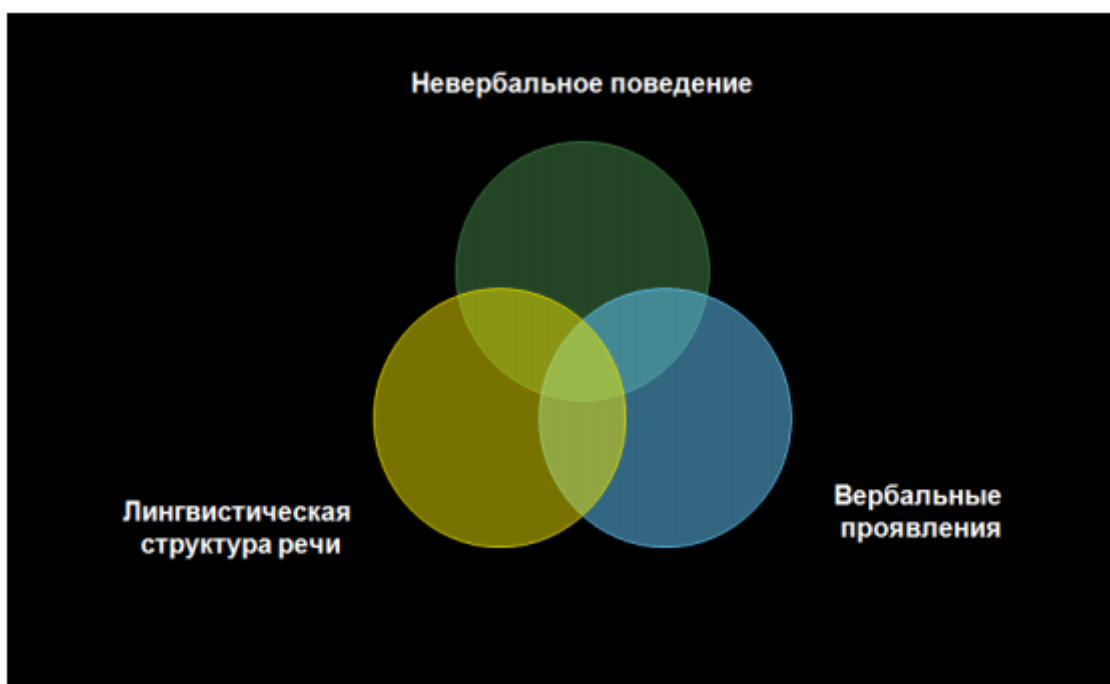 Невербальное поведение
Лингвистическая
структура речи
Вербальные
проявления